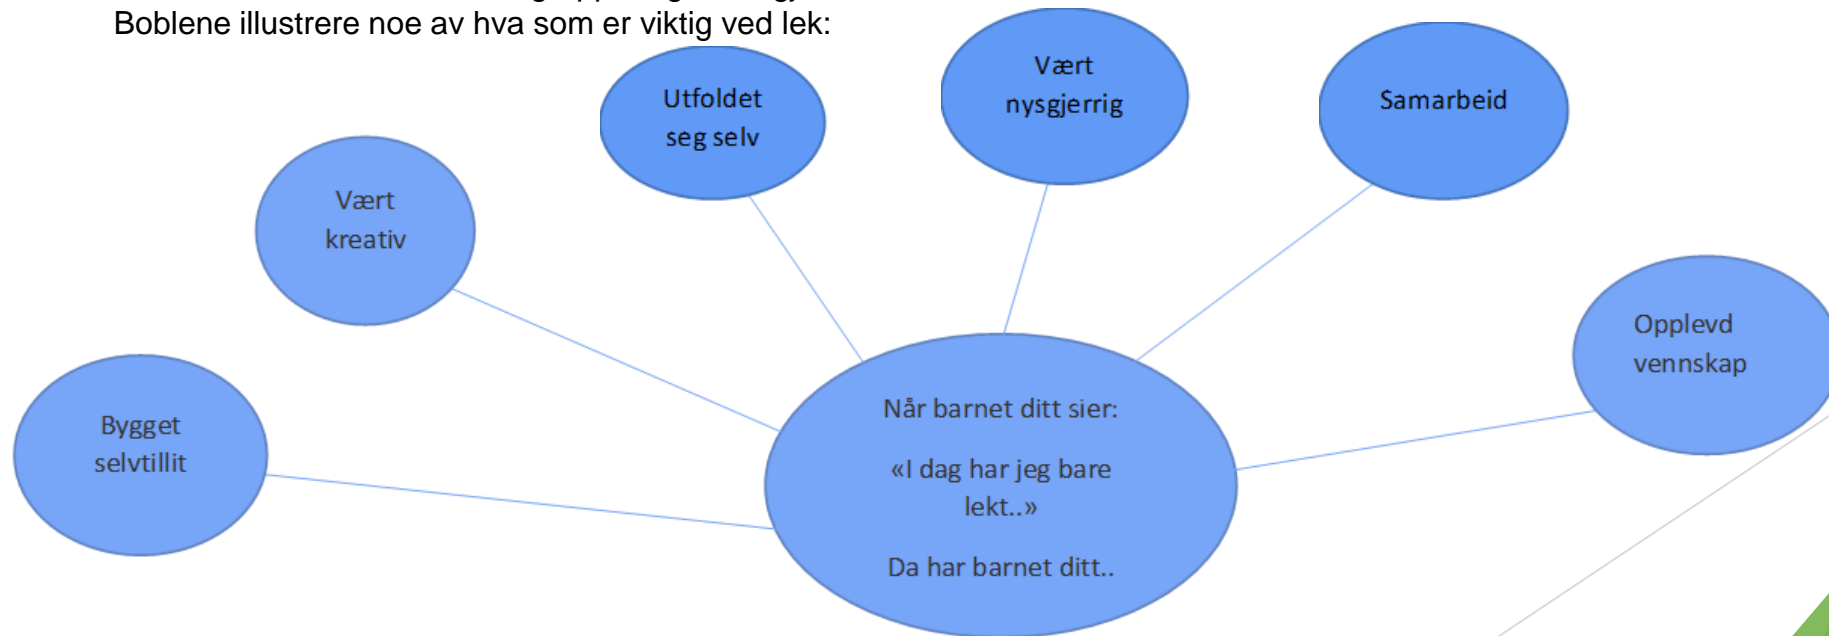 Boblene illustrere noe av hva som er viktig ved lek:
Vært
nysgjerrig
Utfoldet
seg selv
Samarbeid
Vært
kreativ
Opplevd
vennskap
Bygget
selvtillit
Når barnet ditt sier:
«I dag har jeg bare
lekt..»
Da har barnet ditt..